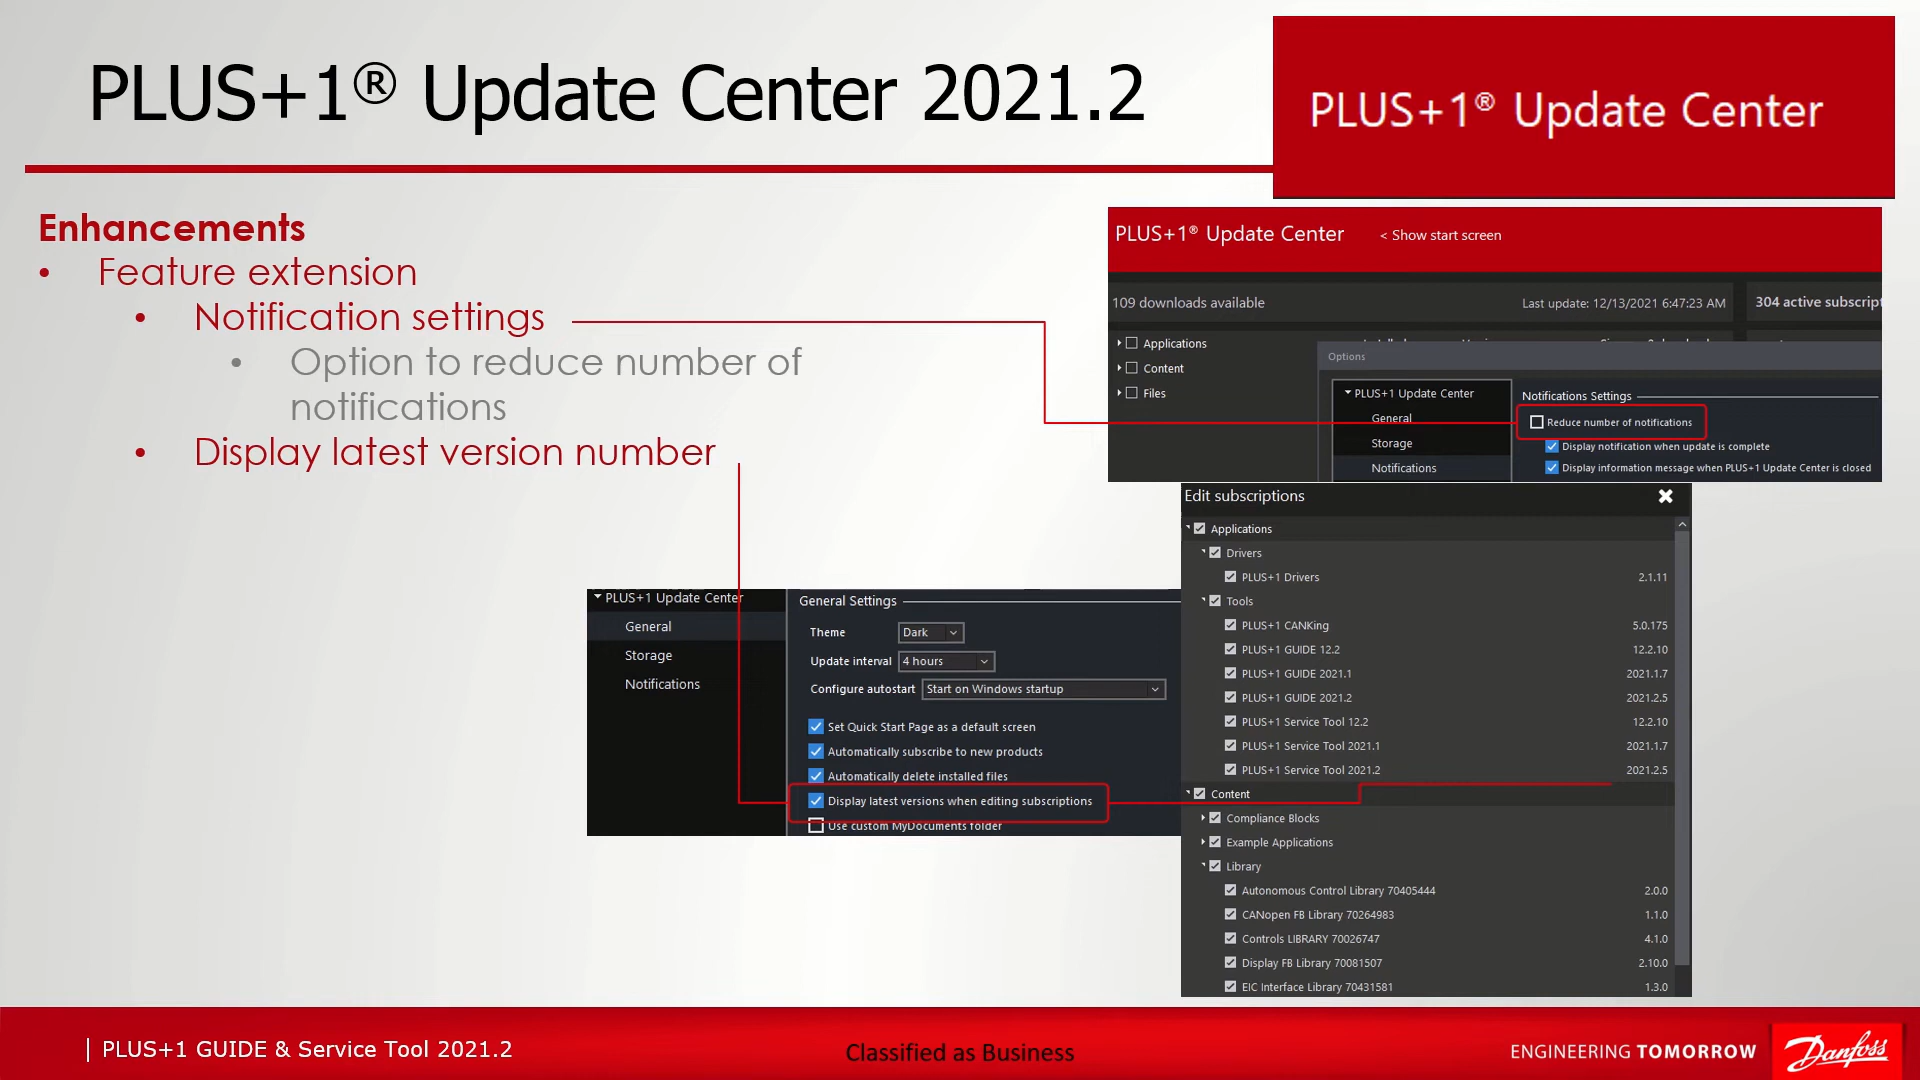 PLUS+1® Update Center 2021.2
PLUS+1® Update Center
Enhancements
• Feature extension
• Notification settings
• Option to reduce number of
notifications
• Display latest version number
PLUS+1® Update Center < Show start screen
109 downloads available Last update: 12/13/2021 6:47:23 AM 304 active subscript
Applications
Content
Files
Options
PLUS+1 Update Center
General
Storage
Notifications
Notifications Settings
Reduce number of notifications
Display notification when update is complete
Display information message when PLUS+1 Update Center is closed
PLUS+1 Update Center
General
Storage
Notifications
General Settings
Theme Dark
Update interval 4 hours
Configure autostart Start on Windows startup
Set Quick Start Page as a default screen
Automatically subscribe to new products
Automatically delete installed files
Display latest versions when editing subscriptions
Use custom MyDocuments folder
Edit subscriptions
Applications
Drivers
PLUS+1 Drivers 2.1.11
Tools
PLUS+1 CANKing 5.0.175
PLUS+1 GUIDE 12.2 12.2.10
PLUS+1 GUIDE 2021.1 2021.1.7
PLUS+1 GUIDE 2021.2 2021.2.5
PLUS+1 Service Tool 12.2 12.2.10
PLUS+1 Service Tool 2021.1 2021.1.7
PLUS+1 Service Tool 2021.2 2021.2.5
Content
Compliance Blocks
Example Applications
Library
Autonomous Control Library 70405444 2.0.0
CANopen FB Library 70264983 1.1.0
Controls LIBRARY 70026747 4.1.0
Display FB Library 70081507 2.10.0
EIC Interface Library 70431581 1.3.0
| PLUS+1 GUIDE & Service Tool 2021.2
Classified as Business
ENGINEERING TOMORROW
Danfoss